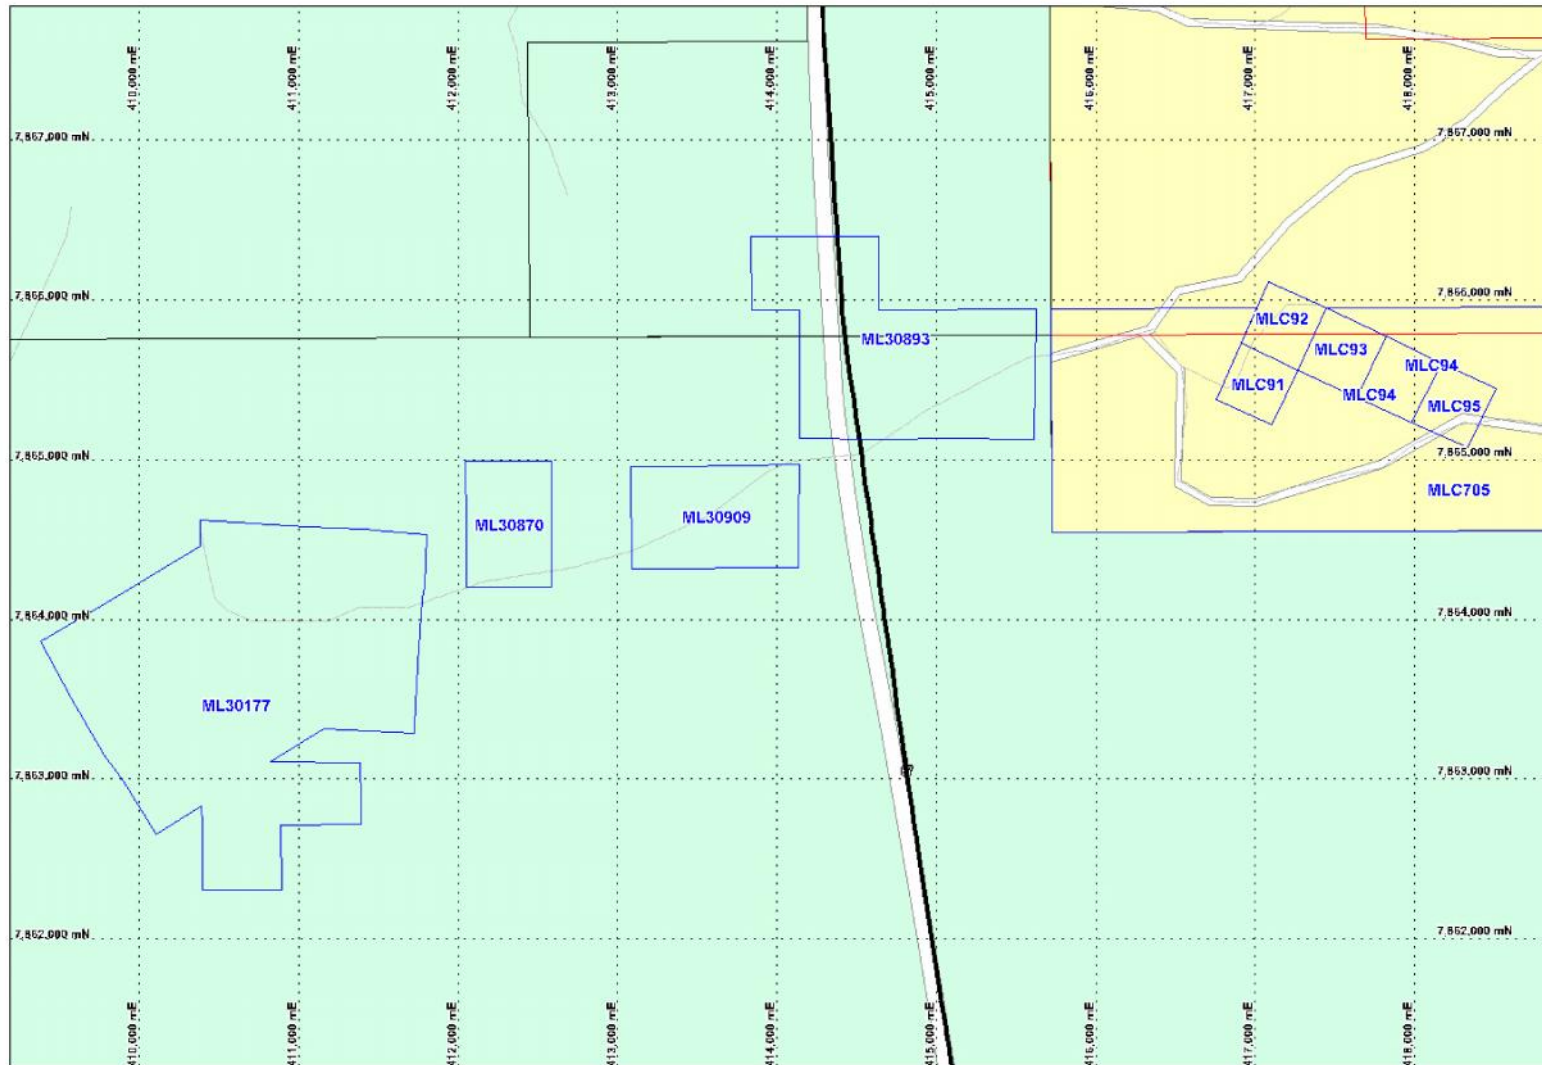 410,000 mE
411,000 mE
412,000 mE
413,000 mE
414,000 mE
415,000 mE
416,000 mE
417,000 mE
418,000 mE
7,867,000 mN
7,867,000 mN
7,866,000 mN
7,866,000 mN
MLC92
ML30893
MLC93
MLC94
MLC91
MLC94
MLC95
7,865,000 mN
7,865,000 mN
MLC705
ML30909
ML30870
7,864,000 mN
7,864,000 mN
ML30177
7,863,000 mN
7,863,000 mN
7,862,000 mN
7,862,000 mN
410,000 mE
411,000 mE
412,000 mE
413,000 mE
414,000 mE
415,000 mE
416,000 mE
417,000 mE
418,000 mE